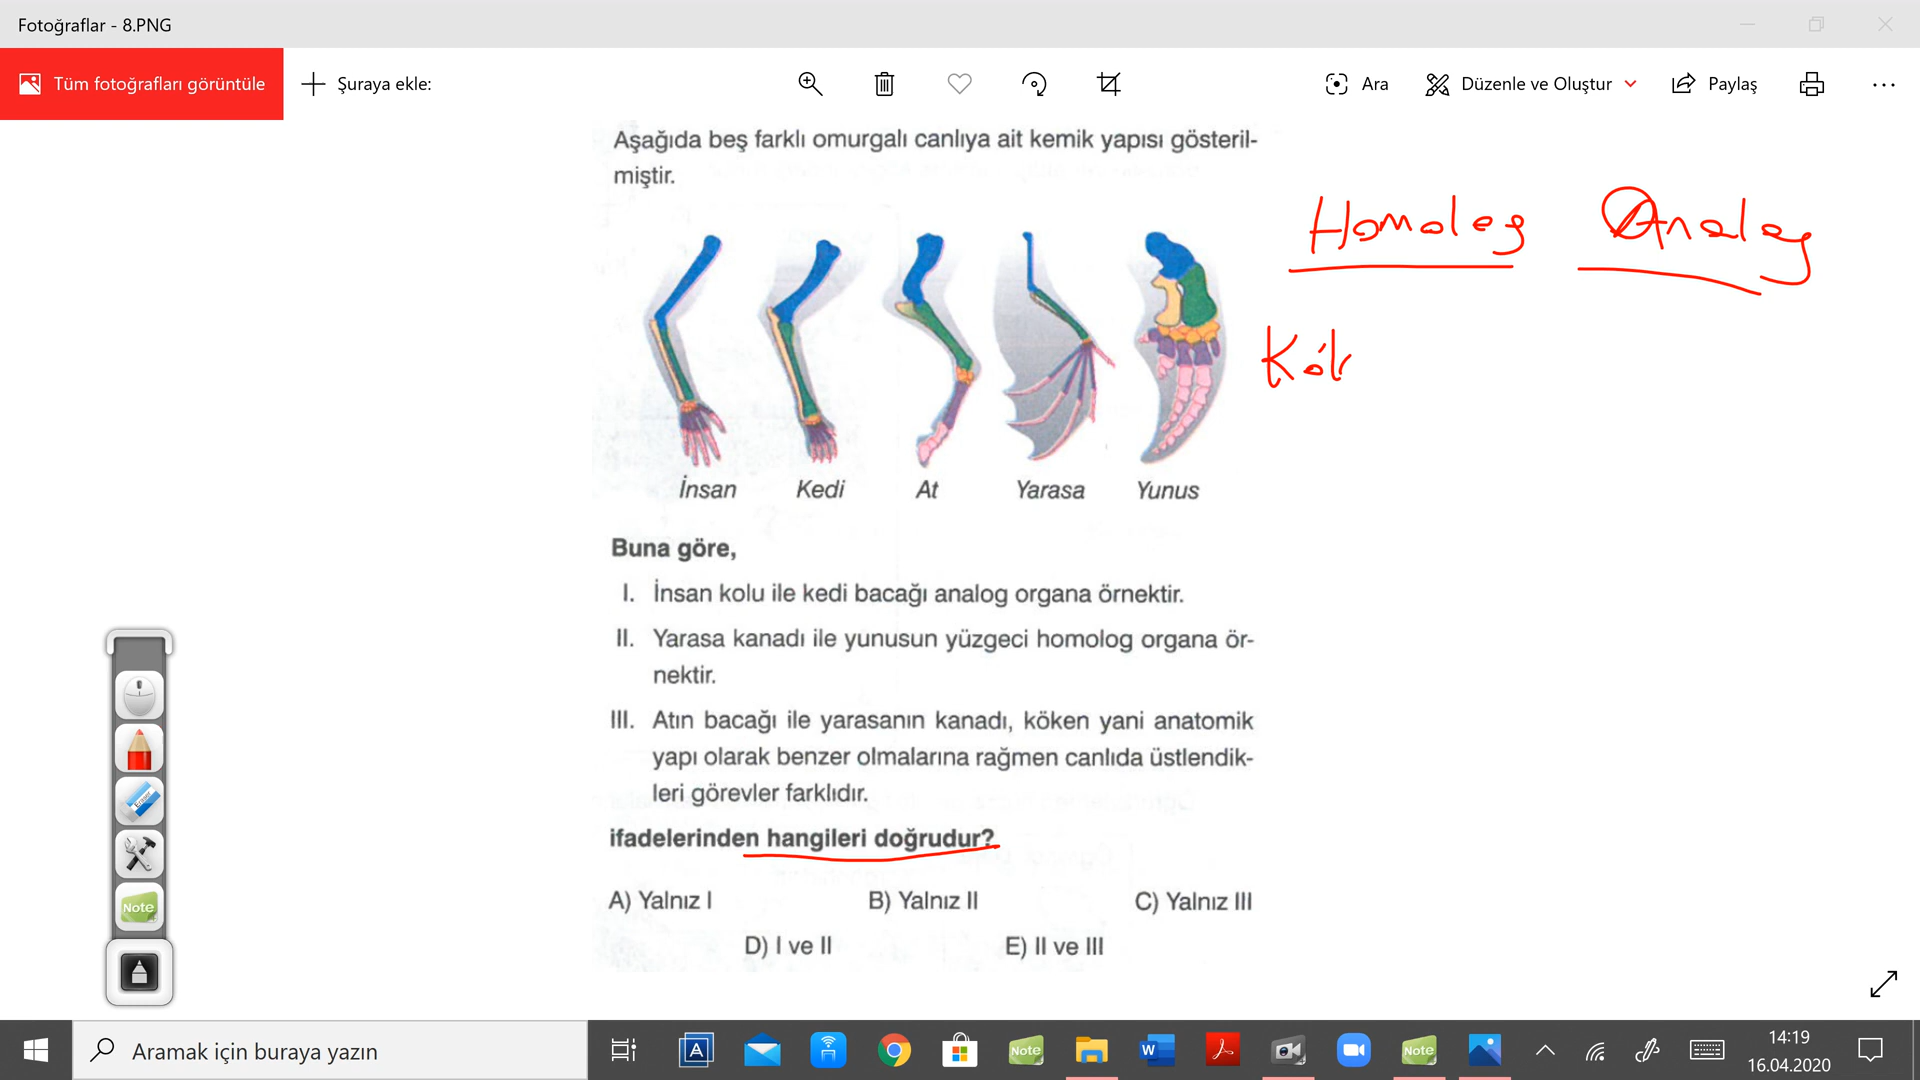 Fotoğraflar - 8.PNG
Tüm fotoğrafları görüntüle
Şuraya ekle:
Ara
Düzenle ve Oluştur
Paylaş
Aşağıda beş farklı omurgalı canlıya ait kemik yapısı gösteril-
miştir.
Homolog Analog
İnsan Kedi At Yarasa Yunus
Buna göre,
I. İnsan kolu ile kedi bacağı analog organa örnektir.
II. Yarasa kanadı ile yunusun yüzgeci homolog organa ör-
nektir.
III. Atın bacağı ile yarasanın kanadı, köken yani anatomik
yapı olarak benzer olmalarına rağmen canlıda üstlendik-
leri görevler farklıdır.
ifadelerinden hangileri doğrudur?
A) Yalnız I B) Yalnız II C) Yalnız III
D) I ve II E) II ve III
Eraser
Note
Aramak için buraya yazın
A
Note
W
Note
14:19
16.04.2020